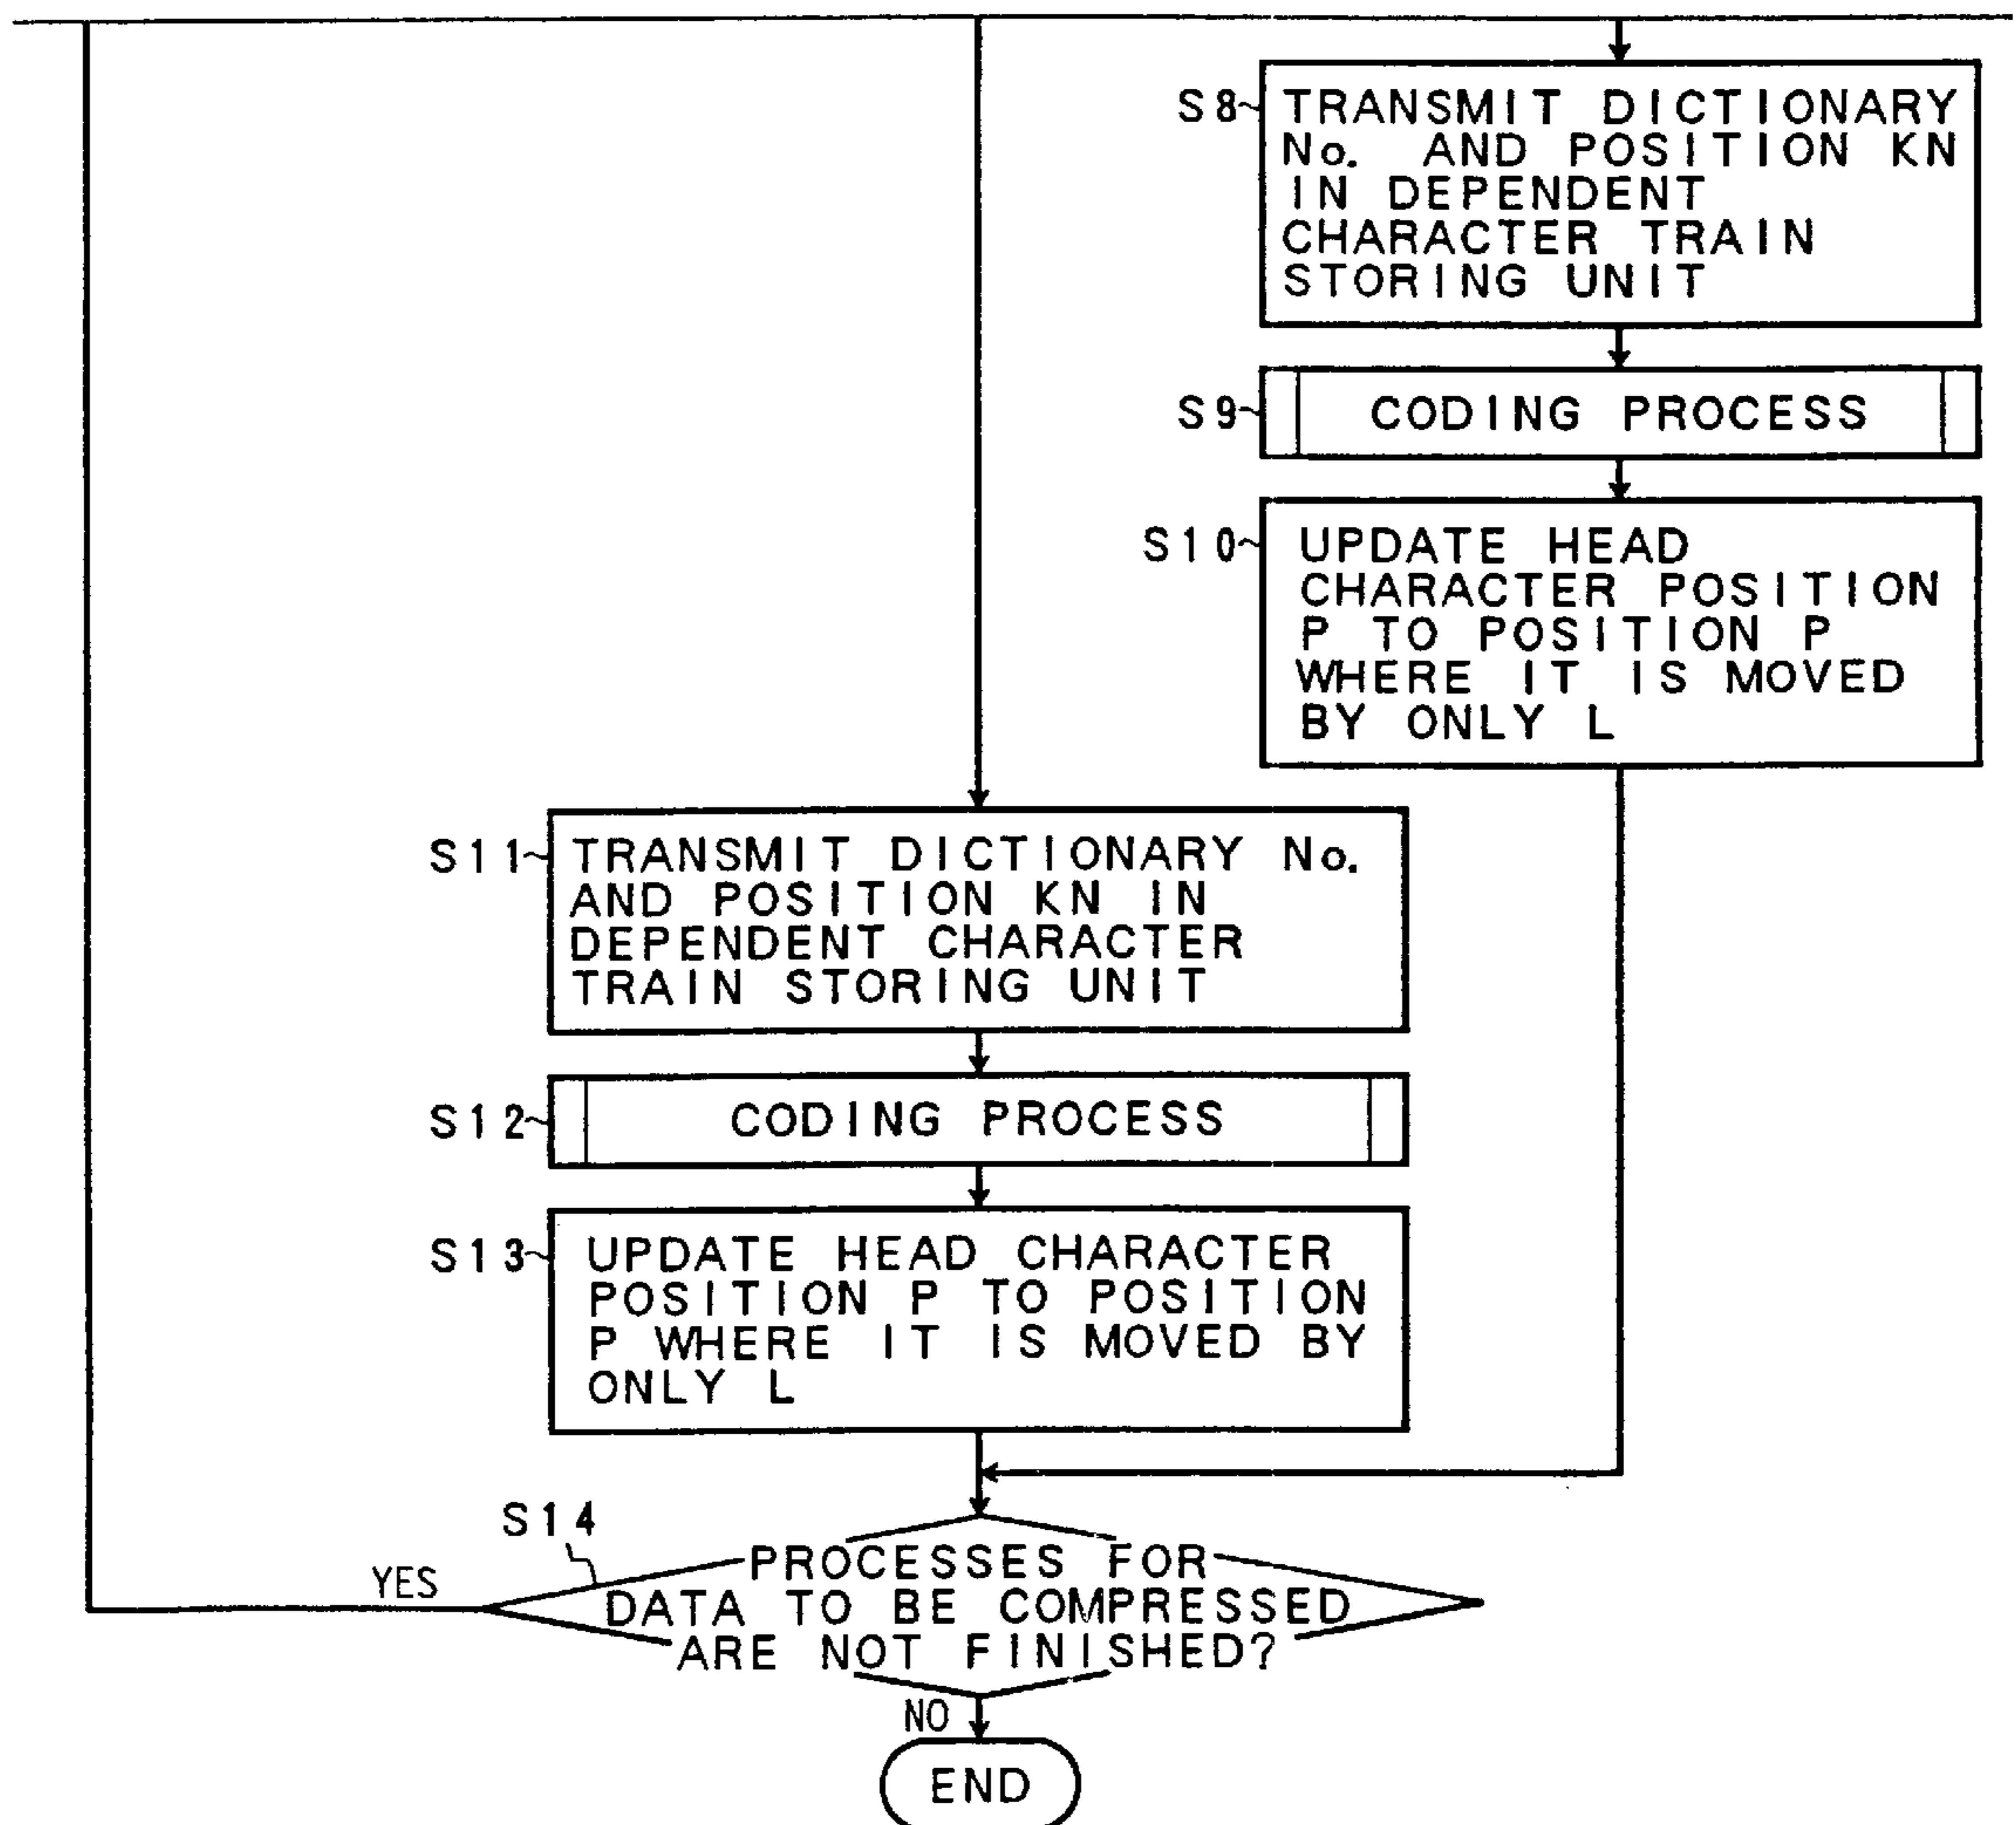 S8 TRANSMIT DICTIONARY
No. AND POSITION KN
IN DEPENDENT
CHARACTER TRAIN
STORING UNIT
S9 CODING PROCESS
S10 UPDATE HEAD
CHARACTER POSITION
P TO POSITION P
WHERE IT IS MOVED
BY ONLY L
S11 TRANSMIT DICTIONARY No.
AND POSITION KN IN
DEPENDENT CHARACTER
TRAIN STORING UNIT
S12 CODING PROCESS
S13 UPDATE HEAD CHARACTER
POSITION P TO POSITION
P WHERE IT IS MOVED BY
ONLY L
S14
PROCESSES FOR
YES
DATA TO BE COMPRESSED
ARE NOT FINISHED?
NO
END